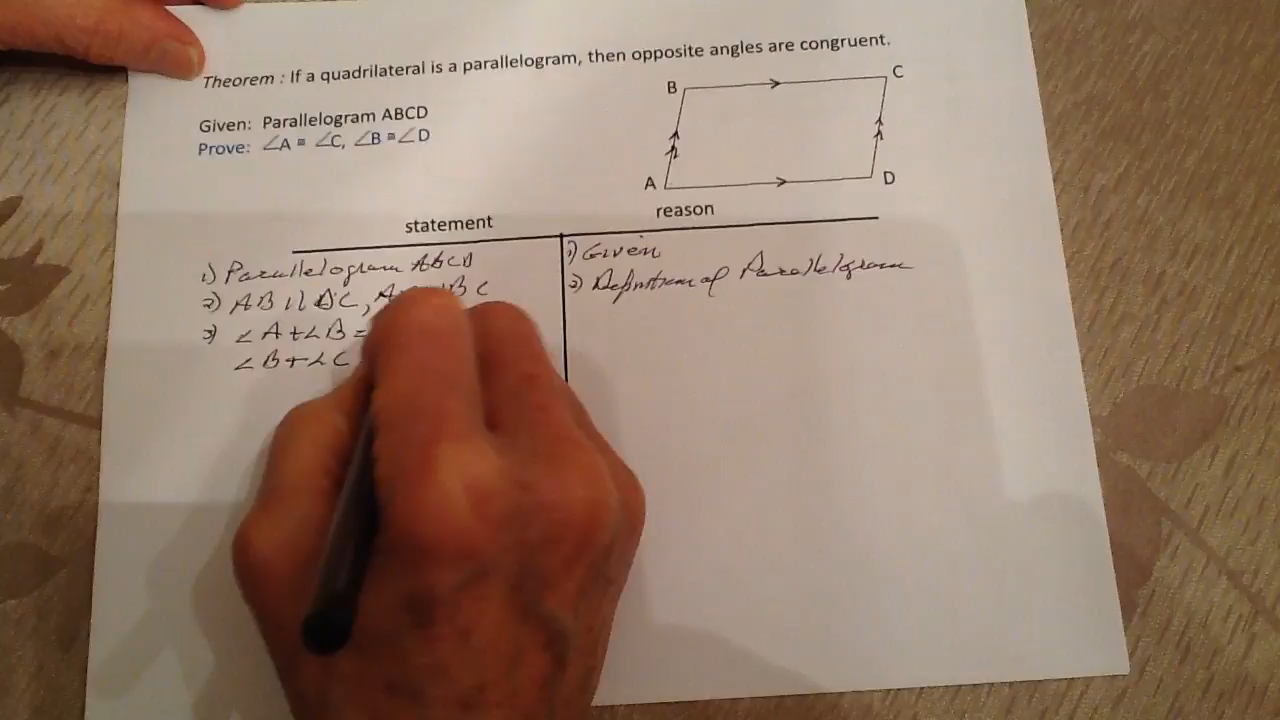 Theorem : If a quadrilateral is a parallelogram, then opposite angles are congruent.
Given: Parallelogram ABCD
Prove: ∠A ≅ ∠C, ∠B ≅ ∠D
B
C
A
D
statement
reason
1) Parallelogram ABCD
1) Given
2) AB || DC, A BC
2) Definition of Parallelogram
3) ∠A+∠B=
∠B+∠C